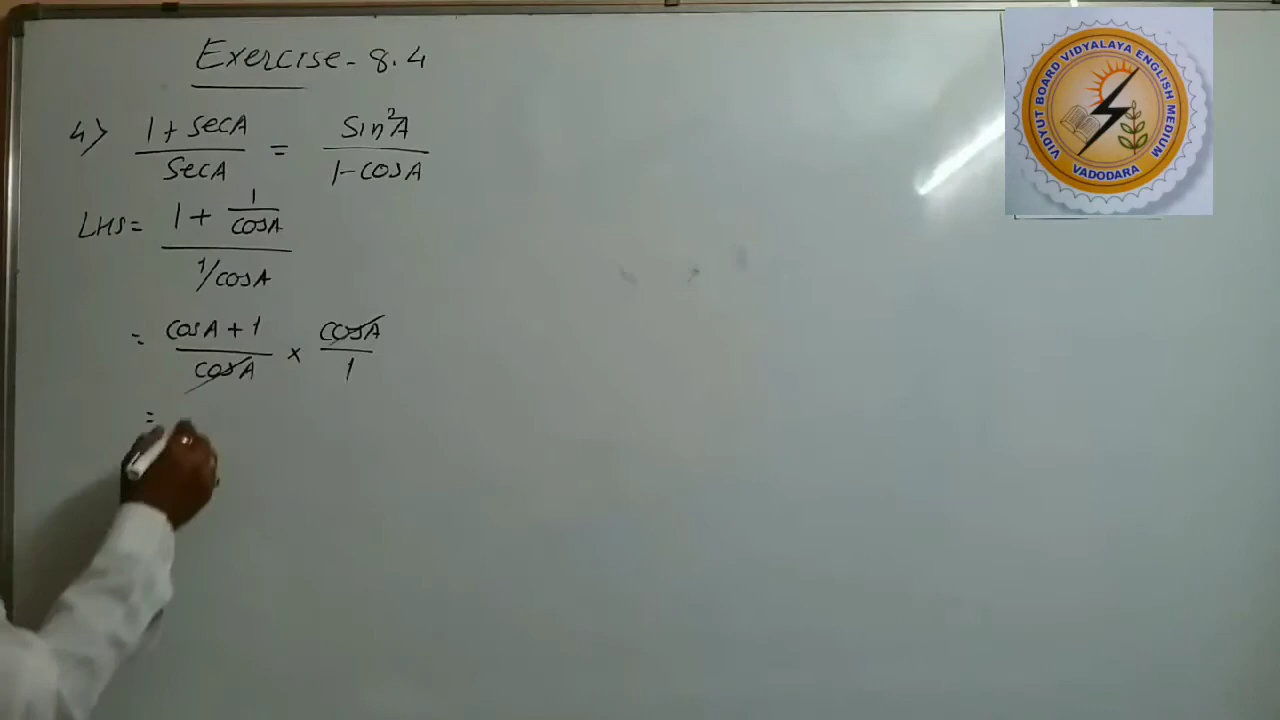 Exercise - 8.4
4) (1 + SecA)/(SecA) = (Sin²A)/(1 - cosA)
LHS = (1 + 1/cosA)/(1/cosA)
= (cosA + 1)/(cosA) × (cosA)/1
=
VIDYUT BOARD VIDYALAYA ENGLISH MEDIUM
VADODARA